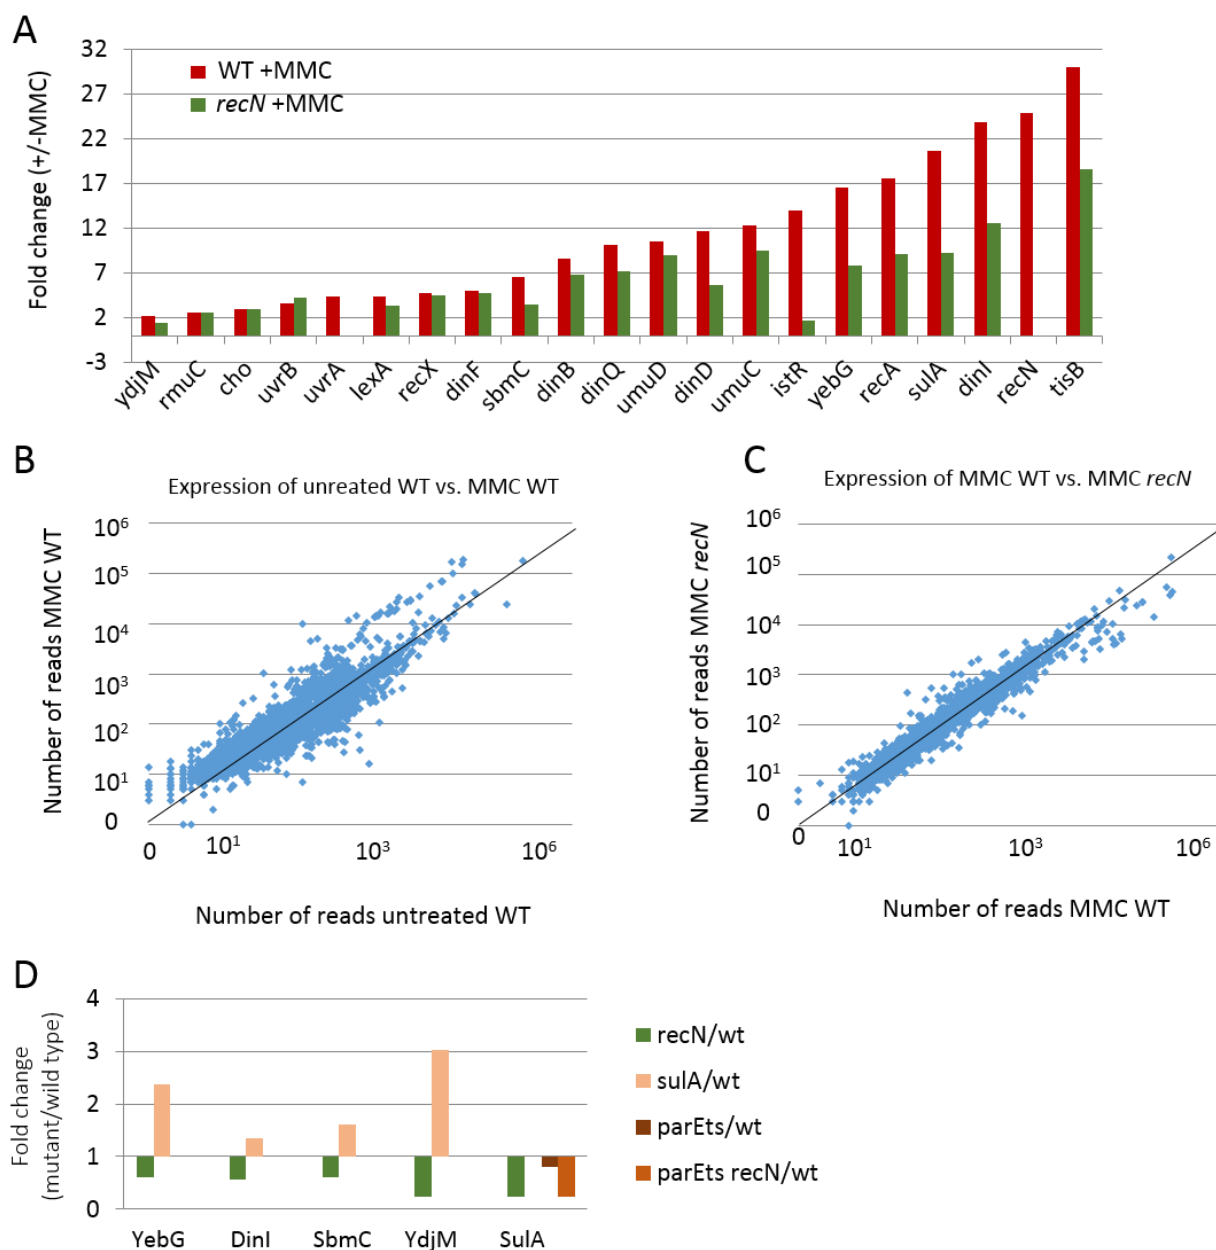 A
Fold change (+/-MMC)
32
27
22
17
12
7
2
-3
WT +MMC
recN +MMC
ydjM
rmuC
cho
uvrB
uvrA
lexA
recX
dinF
sbmC
dinB
dinQ
umuD
dinD
umuC
istR
yebG
recA
sulA
dinI
recN
tisB
B
Expression of unreated WT vs. MMC WT
Number of reads MMC WT
10⁶
10⁵
10⁴
10³
10²
10¹
0
0
10¹
10³
10⁶
Number of reads untreated WT
C
Expression of MMC WT vs. MMC recN
Number of reads MMC recN
10⁶
10⁵
10⁴
10³
10²
10¹
0
0
10¹
10³
10⁶
Number of reads MMC WT
D
Fold change
(mutant/wild type)
4
3
2
1
0
YebG
DinI
SbmC
YdjM
SulA
recN/wt
sulA/wt
parEts/wt
parEts recN/wt